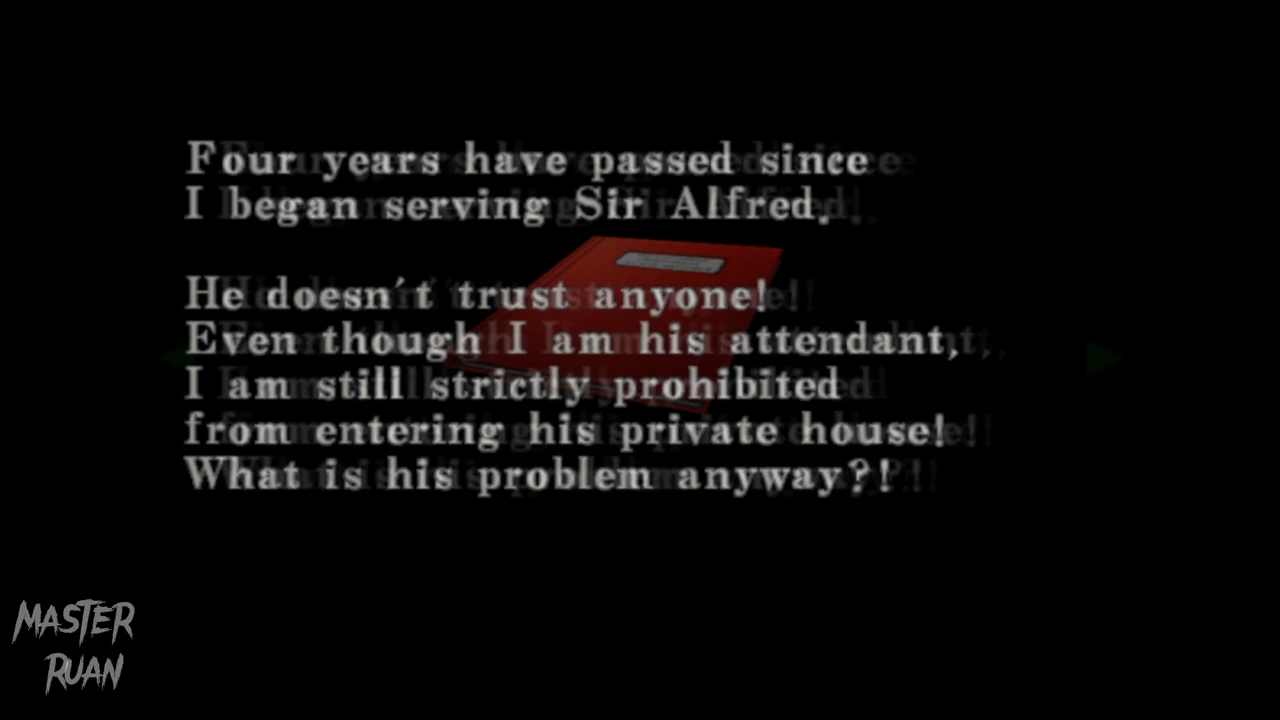 Four years have passed since
I began serving Sir Alfred.
He doesn't trust anyone!
Even though I am his attendant,
I am still strictly prohibited
from entering his private house!
What is his problem anyway?!
MASTER
RUAN